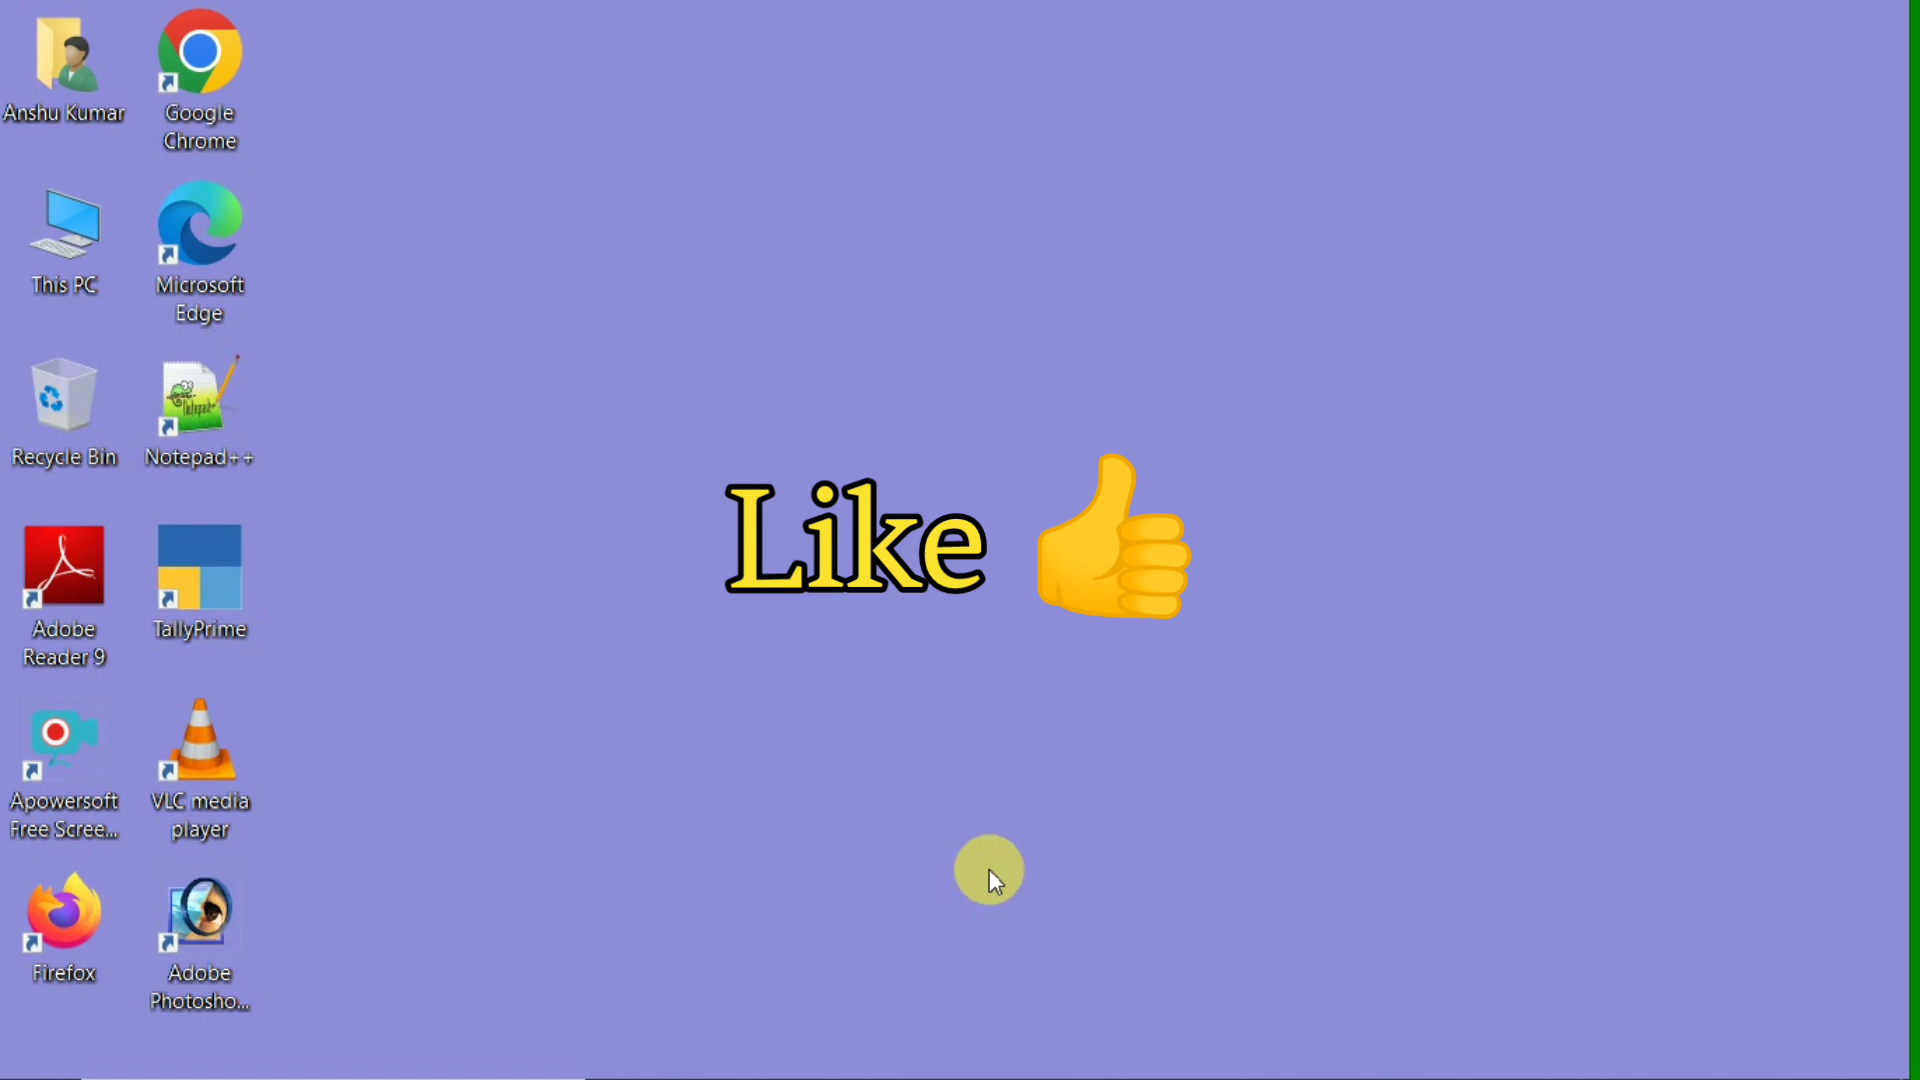 Anshu Kumar
Google
Chrome
This PC
Microsoft
Edge
Recycle Bin
Notepad++
Like
Adobe
Reader 9
TallyPrime
Apowersoft
Free Scree...
VLC media
player
Firefox
Adobe
Photosho...